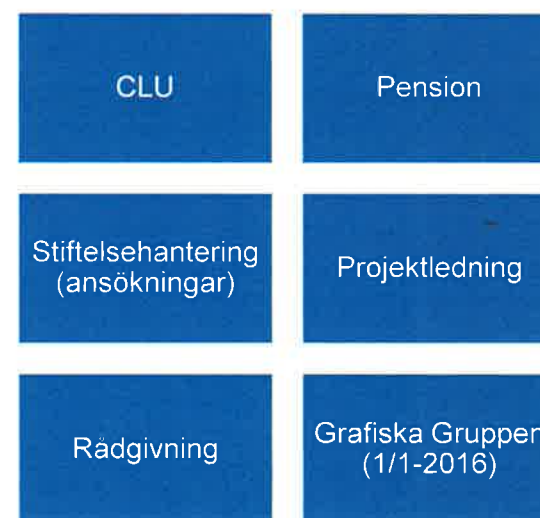 CLU
Pension
Stiftelsehantering
(ansökningar)
Projektledning
Rådgivning
Grafiska Gruppen
(1/1-2016)